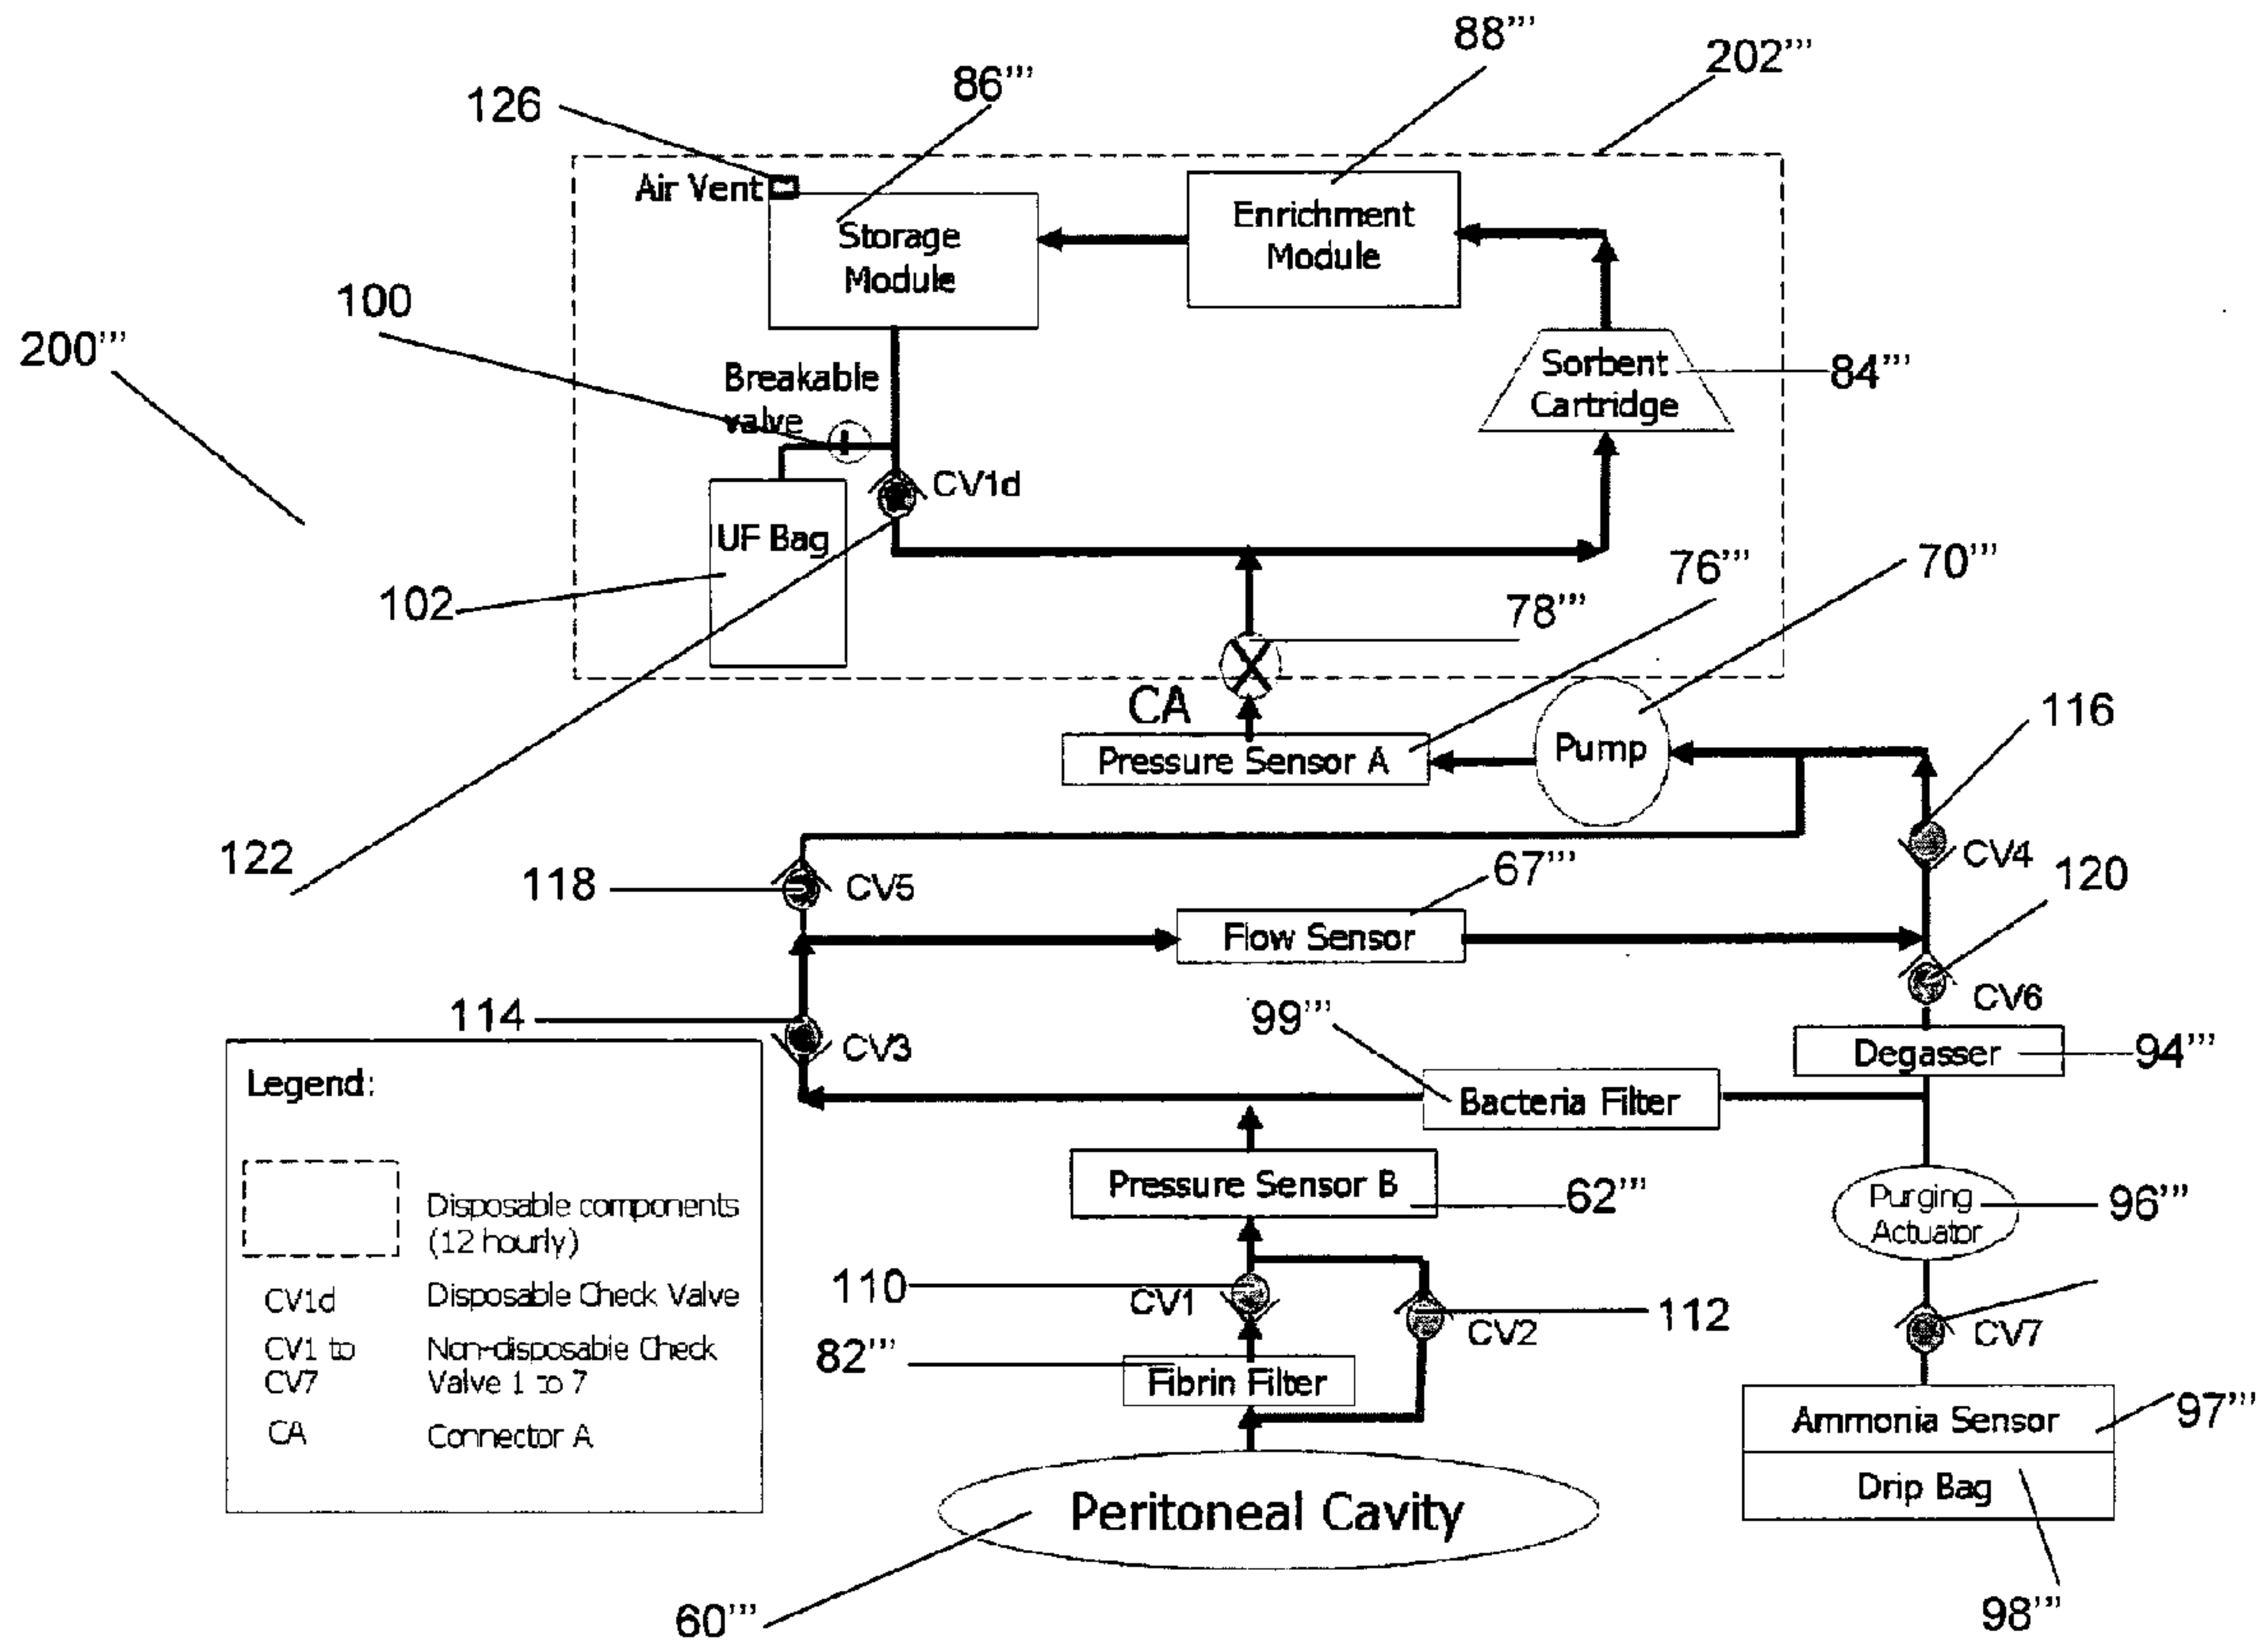 88'''
202'''
86'''
126
Air Vent
Storage
Module
Enrichment
Module
100
200'''
Breakable
valve
Sorbent
Cartridge
84'''
CV1d
UF Bag
102
76'''
70'''
78'''
CA
116
Pressure Sensor A
Pump
122
118
CV5
67'''
CV4
120
Flow Sensor
CV6
114
CV3
99'''
Degasser
94'''
Legend:
Bacteria Filter
Disposable components
(12 hourly)
Pressure Sensor B
62'''
Purging
Actuator
96'''
CV1d
Disposable Check Valve
110
CV1
CV2
112
CV7
CV1 to
CV7
Non-disposable Check
Valve 1 to 7
82'''
Fibrin Filter
CA
Connector A
Ammonia Sensor
97'''
Drip Bag
Peritoneal Cavity
60'''
98'''